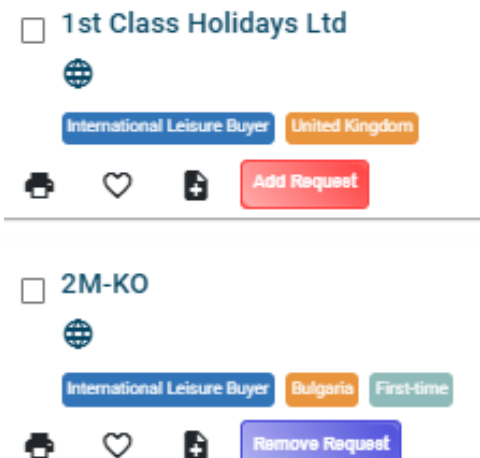 1st Class Holidays Ltd
International Leisure Buyer United Kingdom
Add Request
2M-KO
International Leisure Buyer Bulgaria First-time
Remove Request